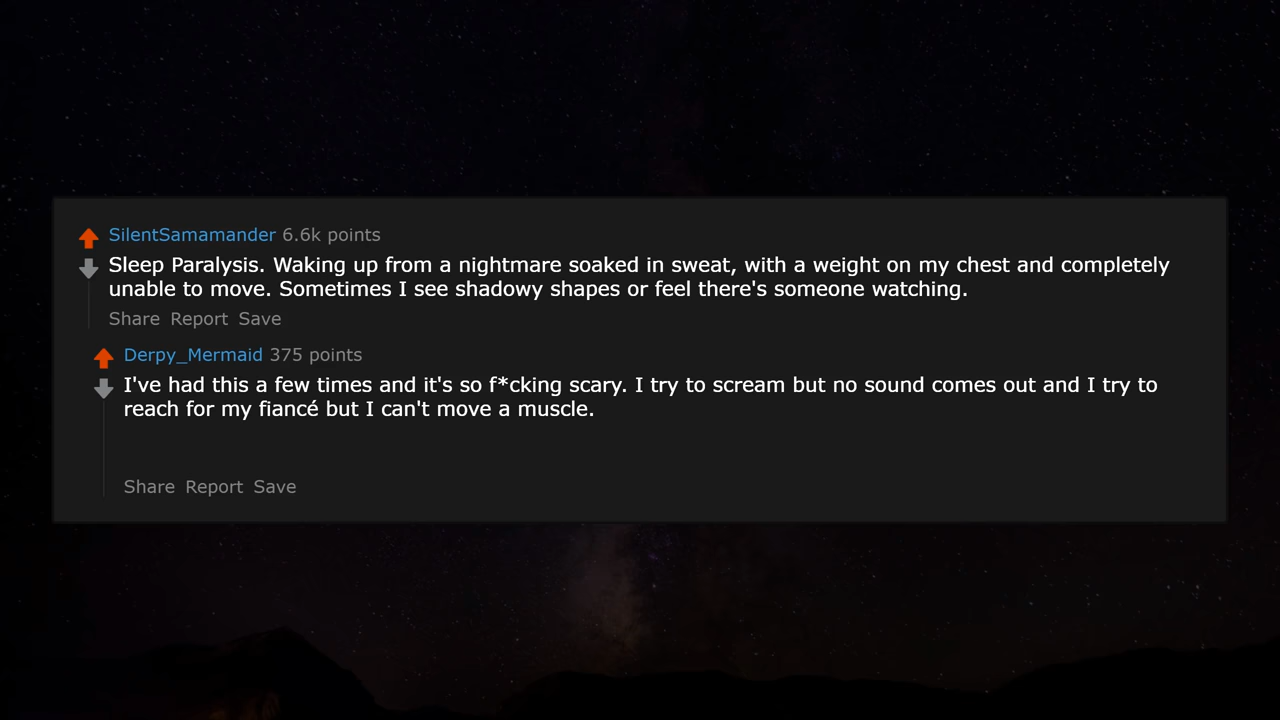 SilentSamamander 6.6k points
Sleep Paralysis. Waking up from a nightmare soaked in sweat, with a weight on my chest and completely
unable to move. Sometimes I see shadowy shapes or feel there's someone watching.
Share Report Save
Derpy_Mermaid 375 points
I've had this a few times and it's so f*cking scary. I try to scream but no sound comes out and I try to
reach for my fiancé but I can't move a muscle.
Share Report Save